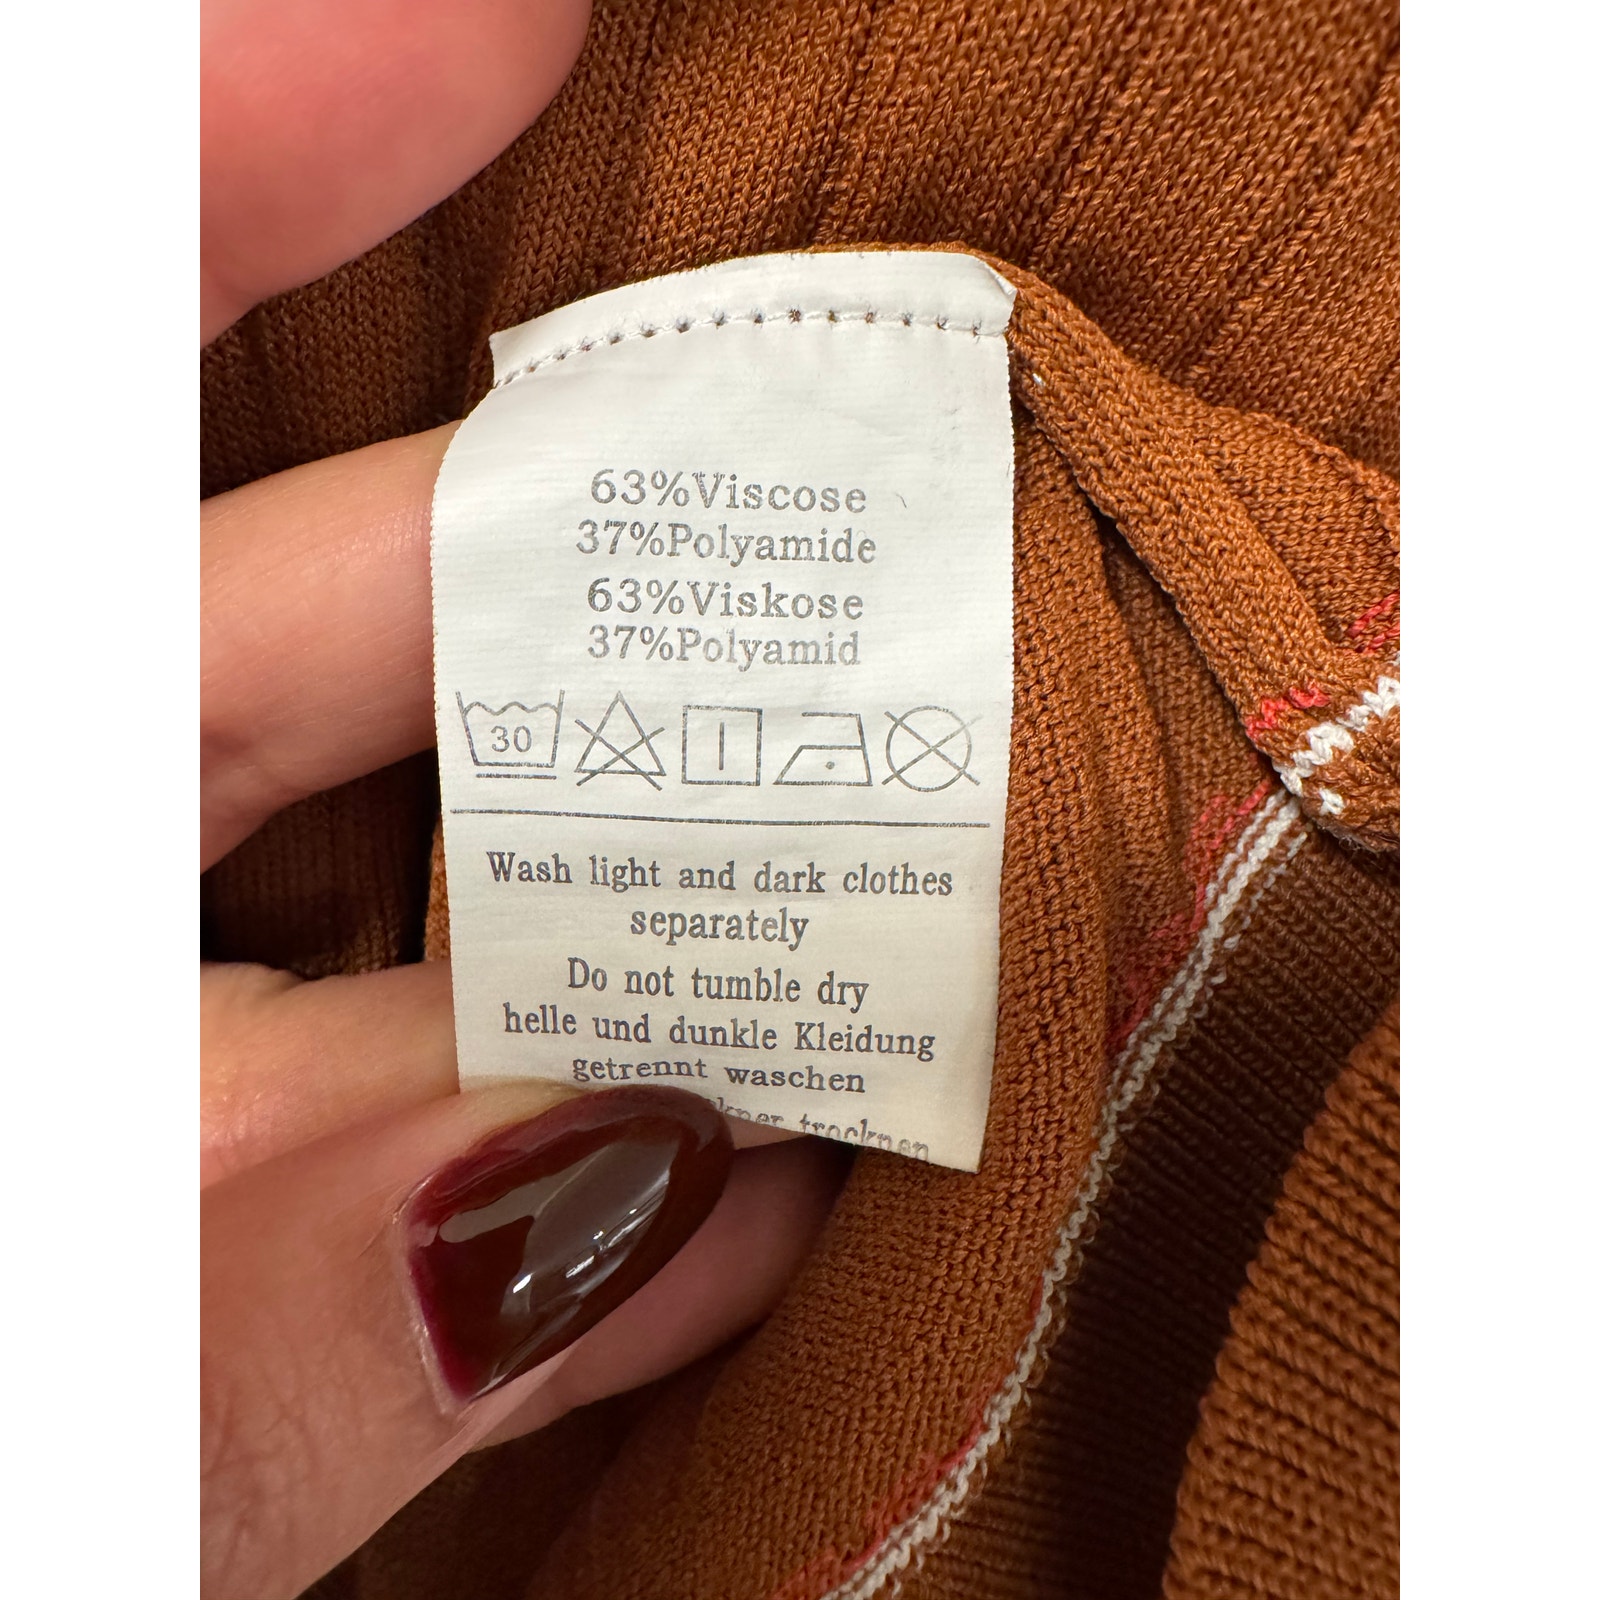 63%Viscose
37%Polyamide
63%Viskose
37%Polyamid
30
Wash light and dark clothes
separately
Do not tumble dry
helle und dunkle Kleidung
getrennt waschen
trocknen